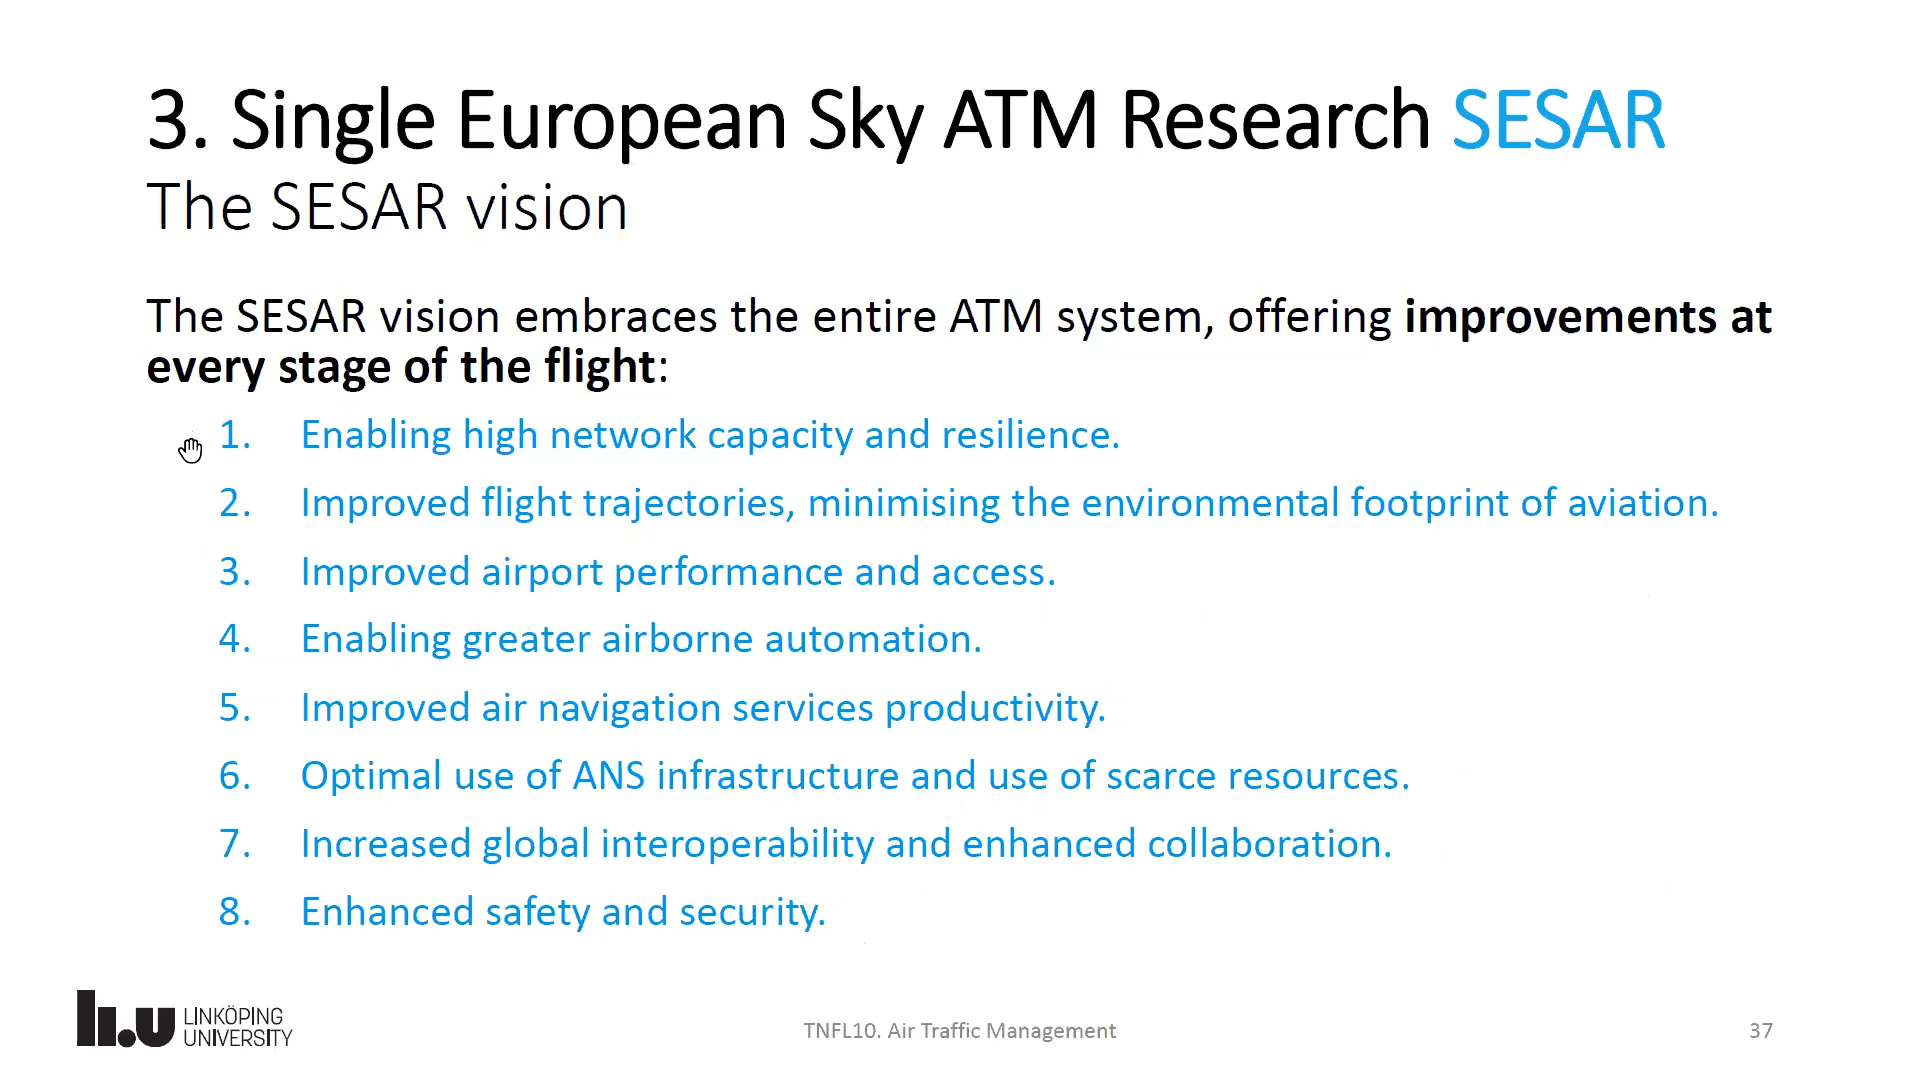 3. Single European Sky ATM Research SESAR
The SESAR vision
The SESAR vision embraces the entire ATM system, offering improvements at
every stage of the flight:
1. Enabling high network capacity and resilience.
2. Improved flight trajectories, minimising the environmental footprint of aviation.
3. Improved airport performance and access.
4. Enabling greater airborne automation.
5. Improved air navigation services productivity.
6. Optimal use of ANS infrastructure and use of scarce resources.
7. Increased global interoperability and enhanced collaboration.
8. Enhanced safety and security.
li.u LINKÖPING
UNIVERSITY
TNFL10. Air Traffic Management
37